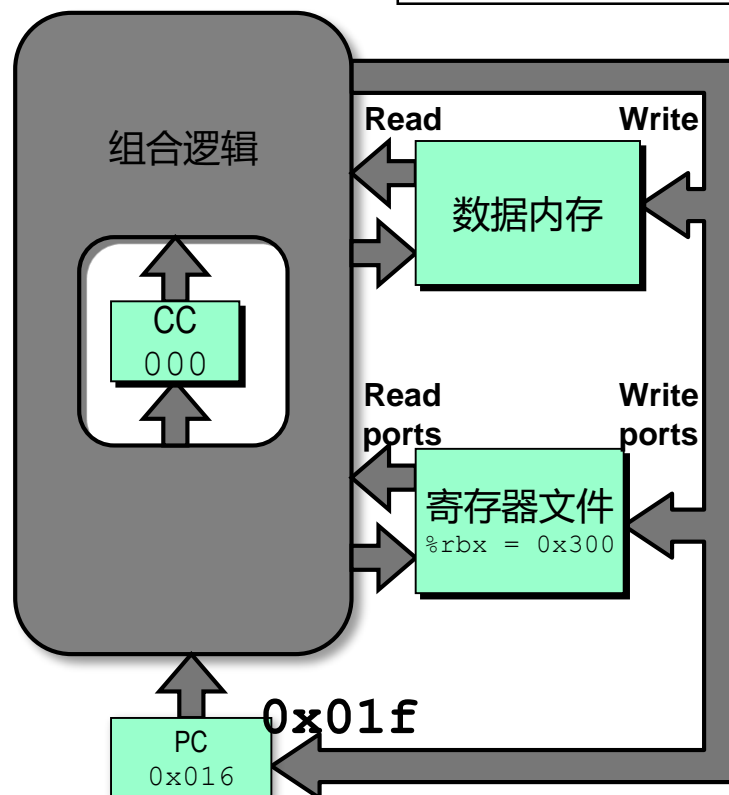 组合逻辑
Read
Write
数据内存
CC
000
Read
ports
Write
ports
寄存器文件
%rbx = 0x300
0x01f
PC
0x016